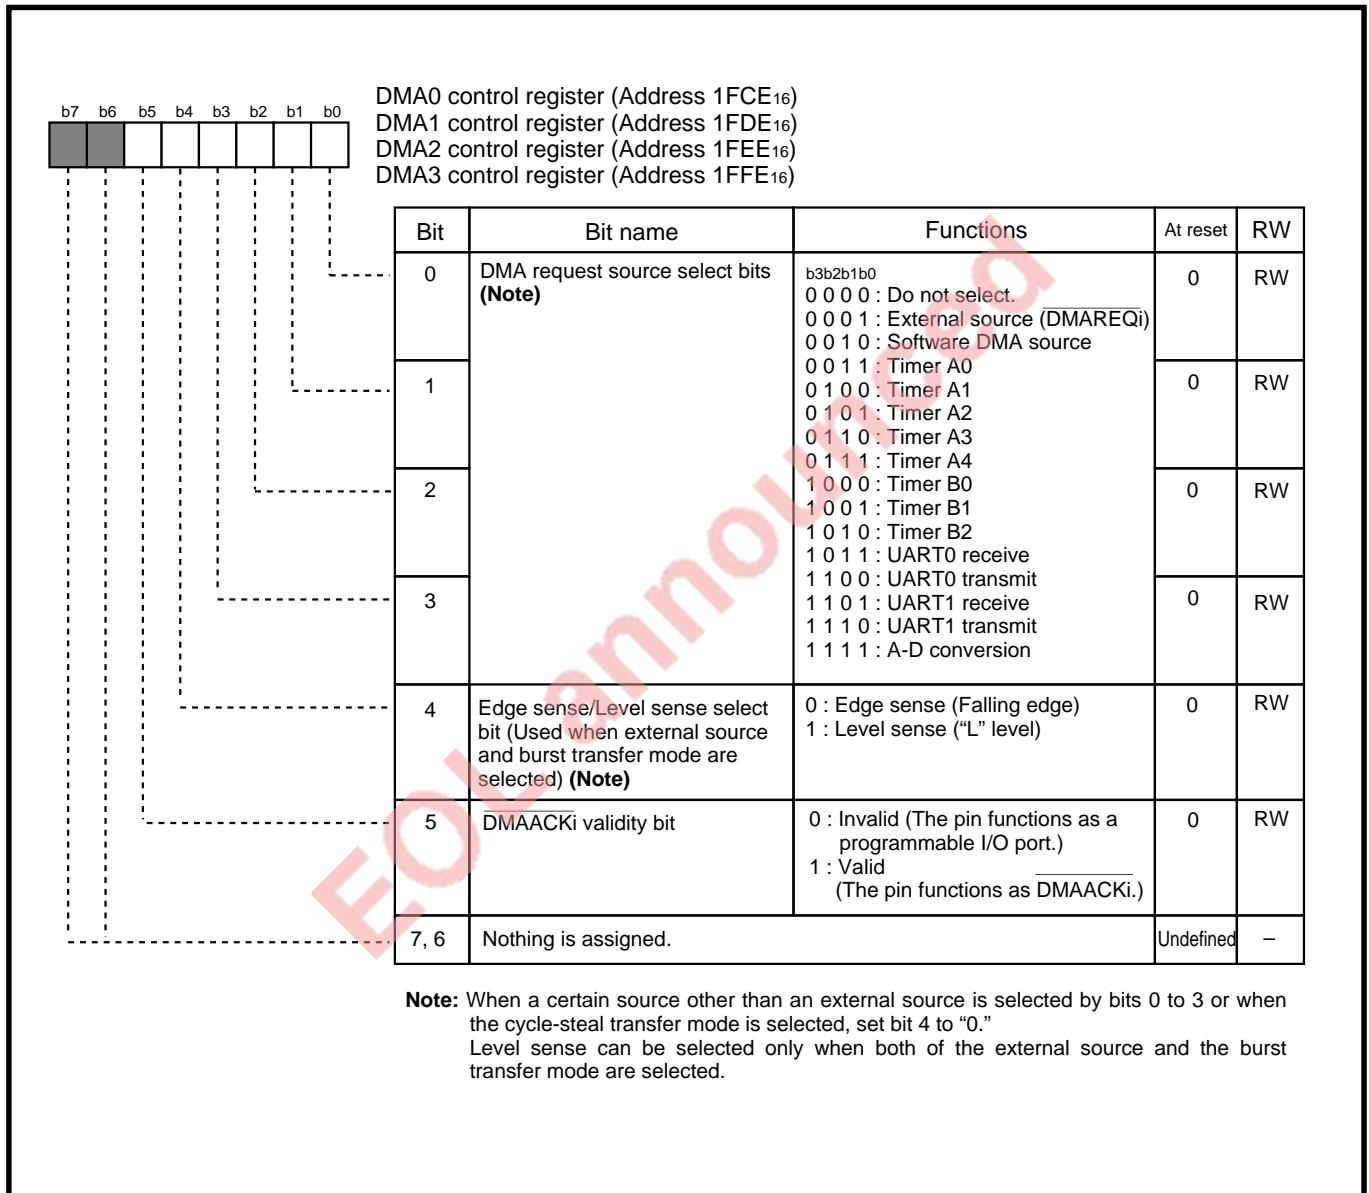 DMA0 control register (Address 1FCE16)
DMA1 control register (Address 1FDE16)
DMA2 control register (Address 1FEE16)
DMA3 control register (Address 1FFE16)
b7 b6 b5 b4 b3 b2 b1 b0
Bit Bit name Functions At reset RW
0 DMA request source select bits
(Note)
b3b2b1b0
0 0 0 0 : Do not select.
0 0 0 1 : External source (DMAREQi)
0 0 1 0 : Software DMA source
0 0 1 1 : Timer A0
0 1 0 0 : Timer A1
0 1 0 1 : Timer A2
0 1 1 0 : Timer A3
0 1 1 1 : Timer A4
1 0 0 0 : Timer B0
1 0 0 1 : Timer B1
1 0 1 0 : Timer B2
1 0 1 1 : UART0 receive
1 1 0 0 : UART0 transmit
1 1 0 1 : UART1 receive
1 1 1 0 : UART1 transmit
1 1 1 1 : A-D conversion
0 RW
1 0 RW
2 0 RW
3 0 RW
4 Edge sense/Level sense select
bit (Used when external source
and burst transfer mode are
selected) (Note)
0 : Edge sense (Falling edge)
1 : Level sense (“L” level)
0 RW
5 DMAACKi validity bit
0 : Invalid (The pin functions as a
programmable I/O port.)
1 : Valid
(The pin functions as DMAACKi.)
0 RW
7, 6 Nothing is assigned. Undefined –
Note: When a certain source other than an external source is selected by bits 0 to 3 or when
the cycle-steal transfer mode is selected, set bit 4 to “0.”
Level sense can be selected only when both of the external source and the burst
transfer mode are selected.
EOL announced